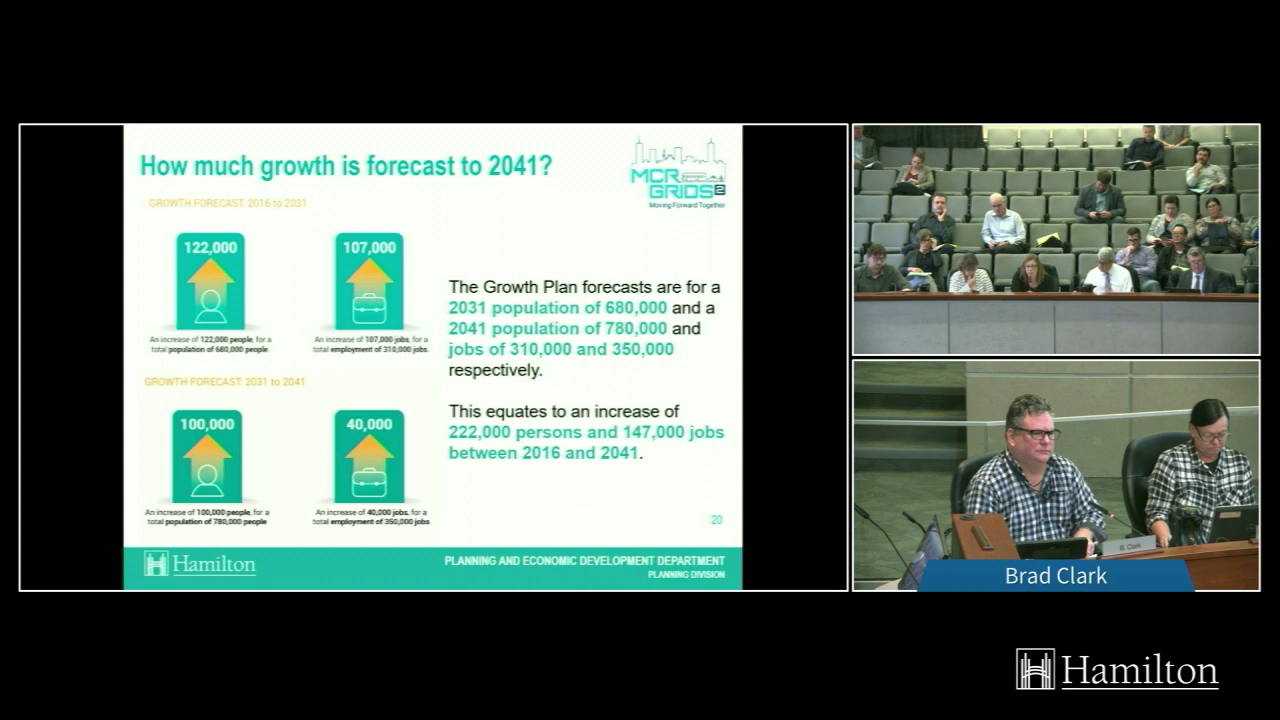 How much growth is forecast to 2041?
MCR
GRIDS2
Moving Forward Together
GROWTH FORECAST: 2016 to 2031
122,000
107,000
An increase of 122,000 people, for a
total population of 680,000 people.
An increase of 107,000 jobs, for a
total employment of 310,000 jobs.
GROWTH FORECAST: 2031 to 2041
100,000
40,000
An increase of 100,000 people, for a
total population of 780,000 people
An increase of 40,000 jobs, for a
total employment of 350,000 jobs
The Growth Plan forecasts are for a
2031 population of 680,000 and a
2041 population of 780,000 and
jobs of 310,000 and 350,000
respectively.
This equates to an increase of
222,000 persons and 147,000 jobs
between 2016 and 2041.
20
Hamilton
PLANNING AND ECONOMIC DEVELOPMENT DEPARTMENT
PLANNING DIVISION
B. Clark
Brad Clark
Hamilton